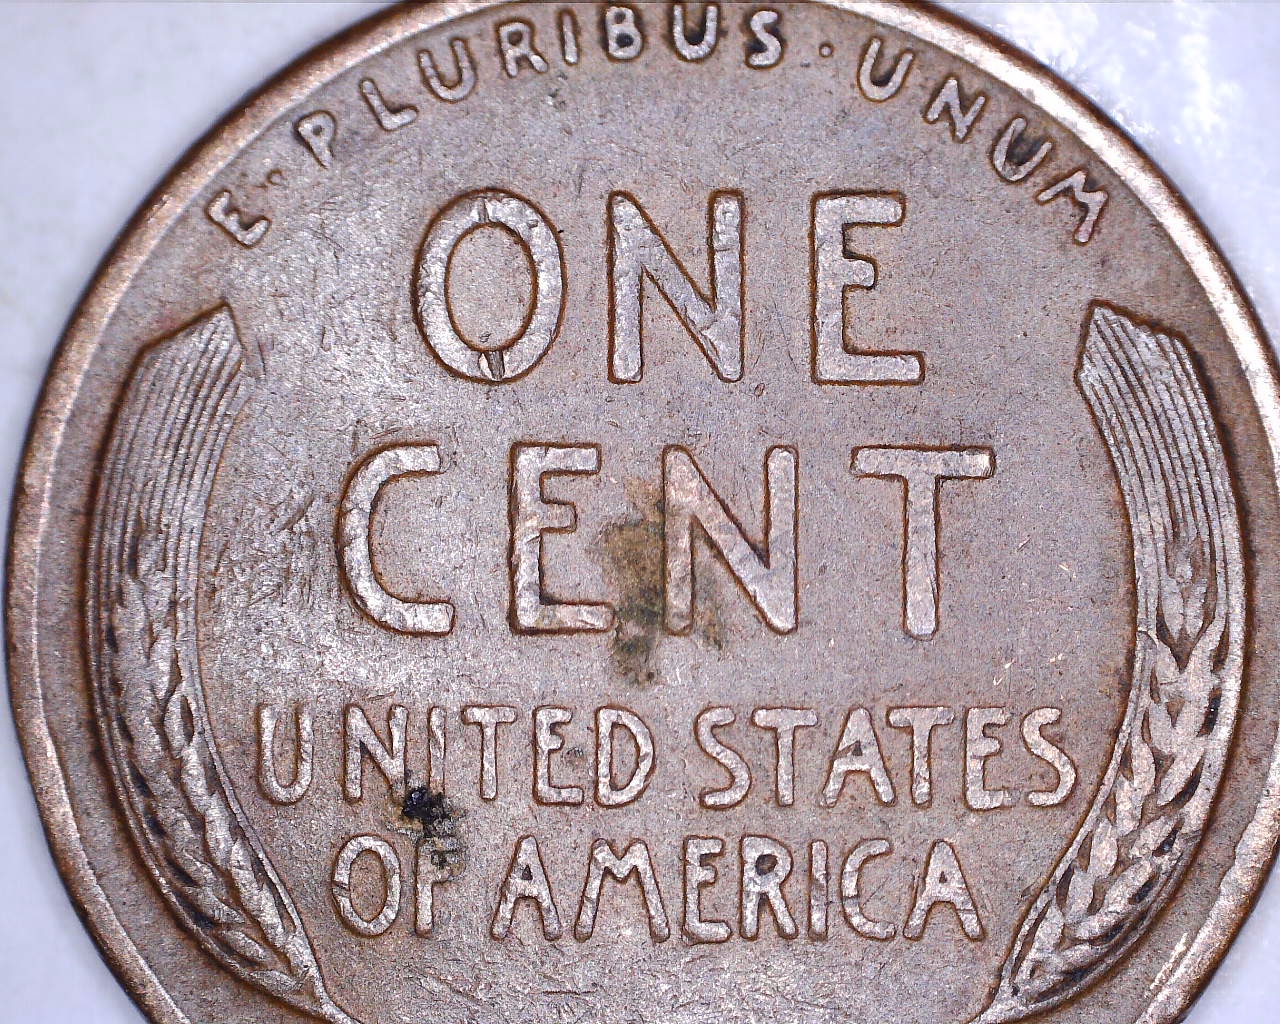 E·PLURIBUS·UNUM
ONE
CENT
UNITED STATES
OF AMERICA